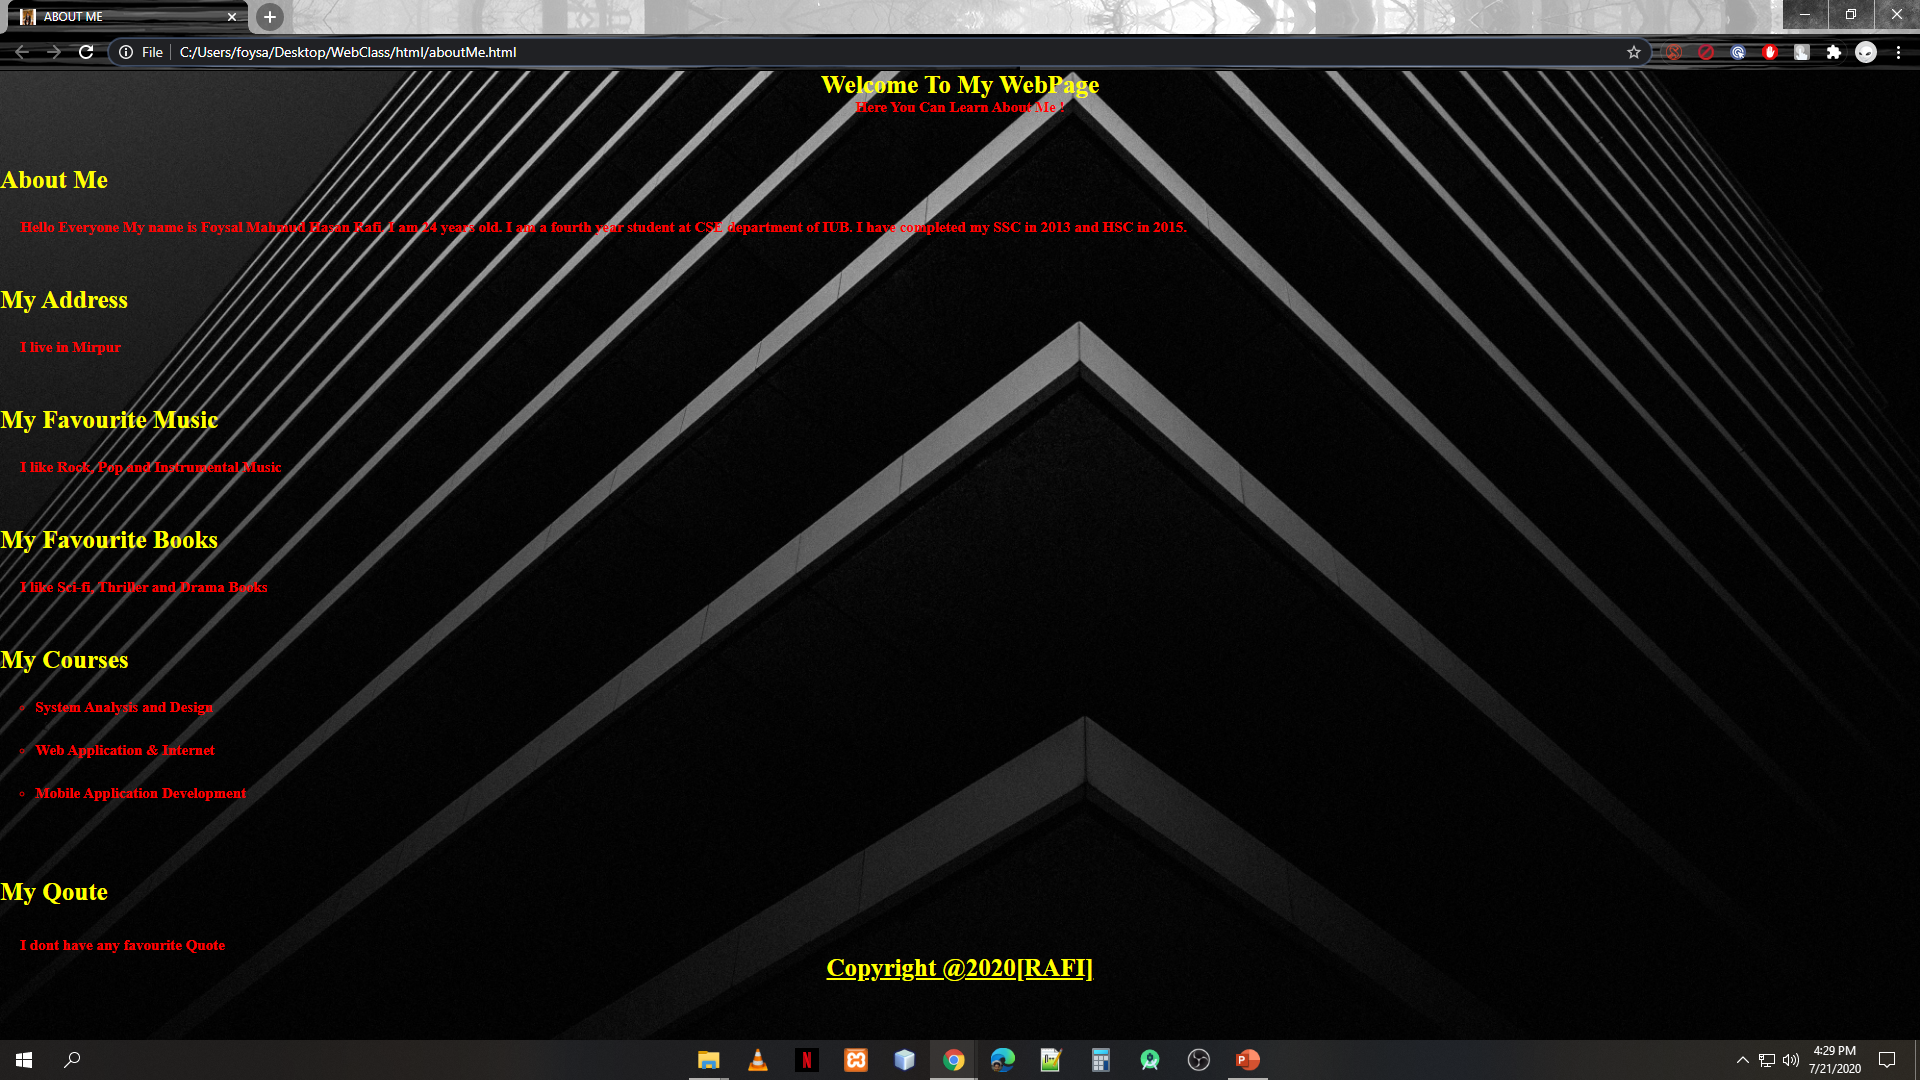 ABOUT ME
File
C:/Users/foysa/Desktop/WebClass/html/aboutMe.html
Welcome To My WebPage
Here You Can Learn About Me !
About Me
Hello Everyone My name is Foysal Mahmud Hasan Rafi. I am 24 years old. I am a fourth year student at CSE department of IUB. I have completed my SSC in 2013 and HSC in 2015.
My Address
I live in Mirpur
My Favourite Music
I like Rock, Pop and Instrumental Music
My Favourite Books
I like Sci-fi, Thriller and Drama Books
My Courses
System Analysis and Design
Web Application & Internet
Mobile Application Development
My Qoute
I dont have any favourite Quote
Copyright @2020[RAFI]
4:29 PM
7/21/2020